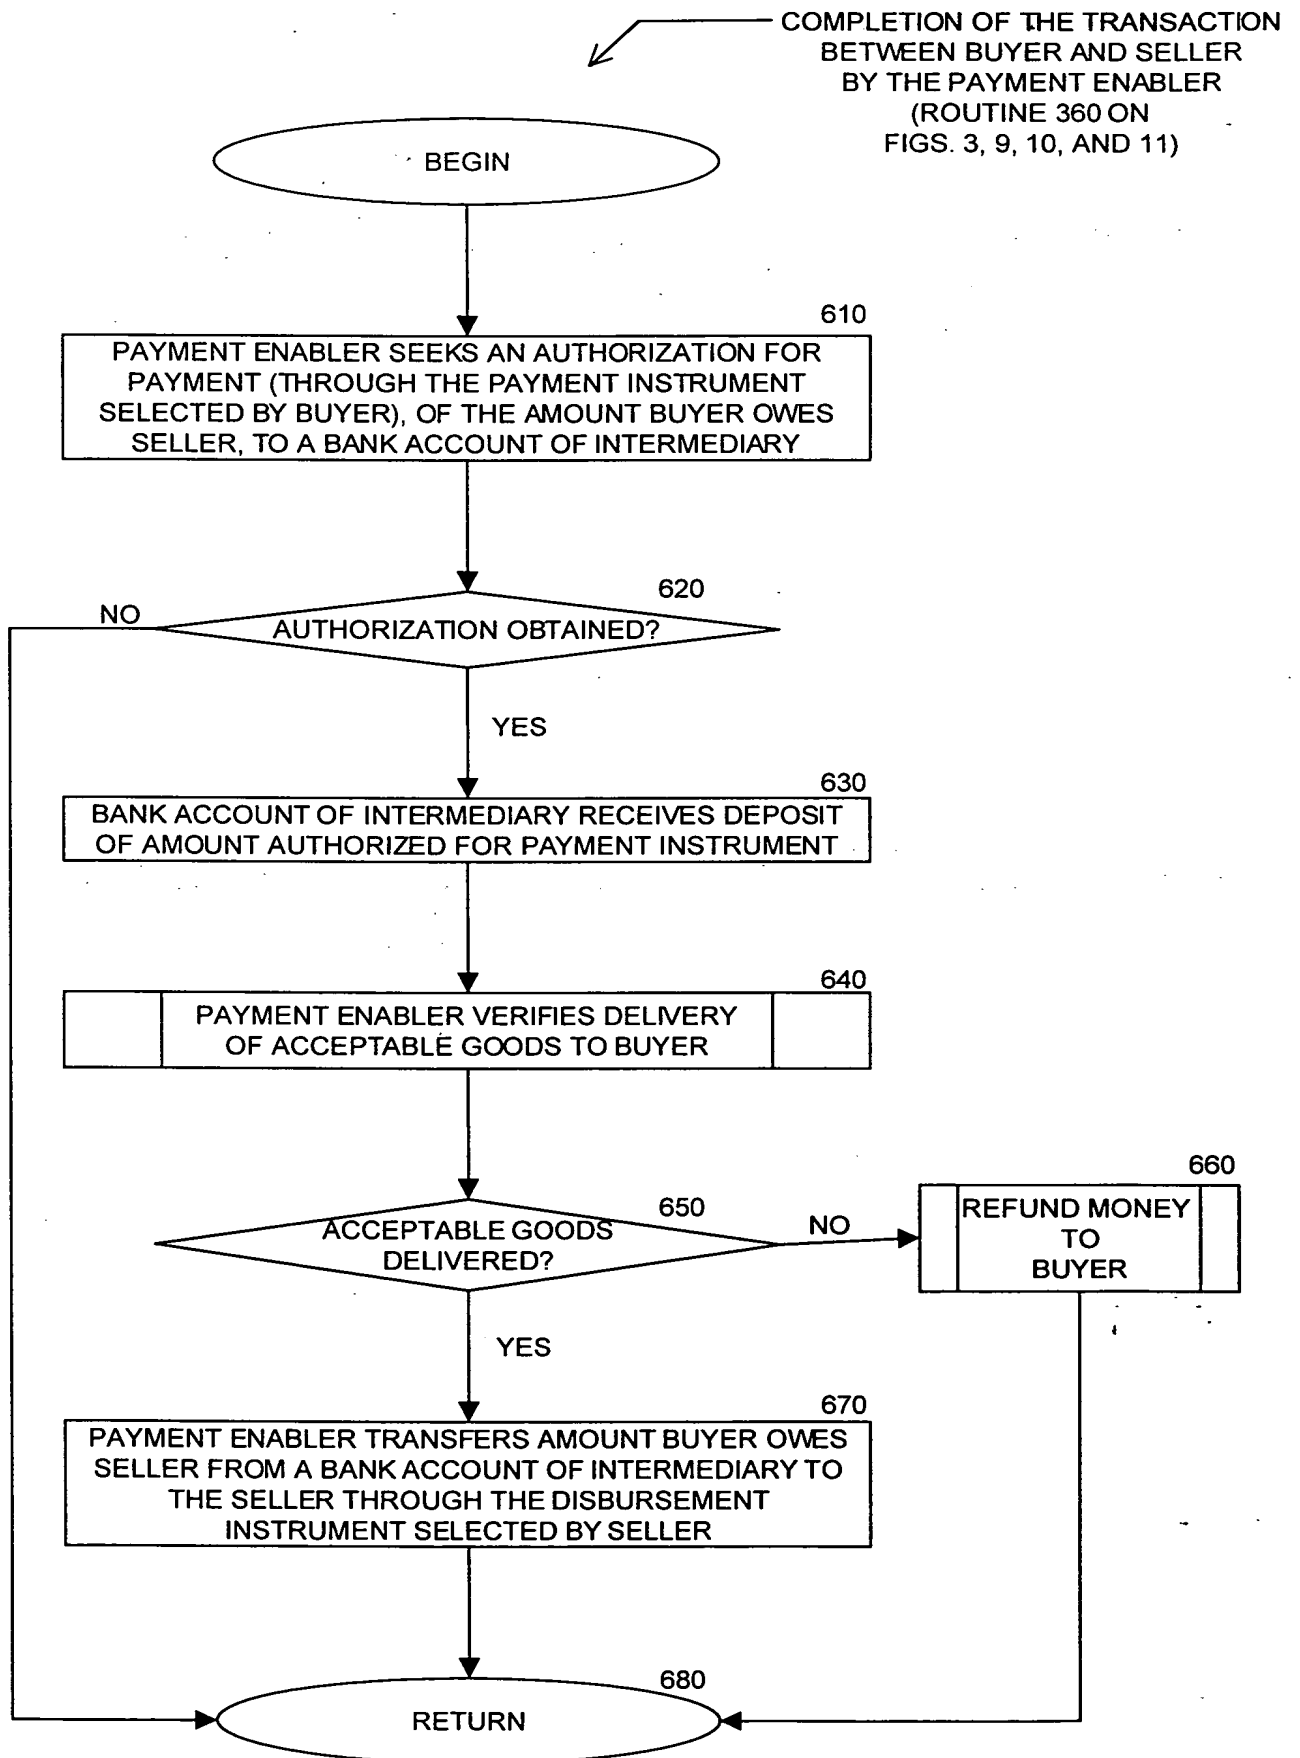 COMPLETION OF THE TRANSACTION
BETWEEN BUYER AND SELLER
BY THE PAYMENT ENABLER
(ROUTINE 360 ON
FIGS. 3, 9, 10, AND 11)
BEGIN
610
PAYMENT ENABLER SEEKS AN AUTHORIZATION FOR
PAYMENT (THROUGH THE PAYMENT INSTRUMENT
SELECTED BY BUYER), OF THE AMOUNT BUYER OWES
SELLER, TO A BANK ACCOUNT OF INTERMEDIARY
620
NO
AUTHORIZATION OBTAINED?
YES
630
BANK ACCOUNT OF INTERMEDIARY RECEIVES DEPOSIT
OF AMOUNT AUTHORIZED FOR PAYMENT INSTRUMENT
640
PAYMENT ENABLER VERIFIES DELIVERY
OF ACCEPTABLE GOODS TO BUYER
650
ACCEPTABLE GOODS
DELIVERED?
NO
660
REFUND MONEY
TO
BUYER
YES
670
PAYMENT ENABLER TRANSFERS AMOUNT BUYER OWES
SELLER FROM A BANK ACCOUNT OF INTERMEDIARY TO
THE SELLER THROUGH THE DISBURSEMENT
INSTRUMENT SELECTED BY SELLER
680
RETURN